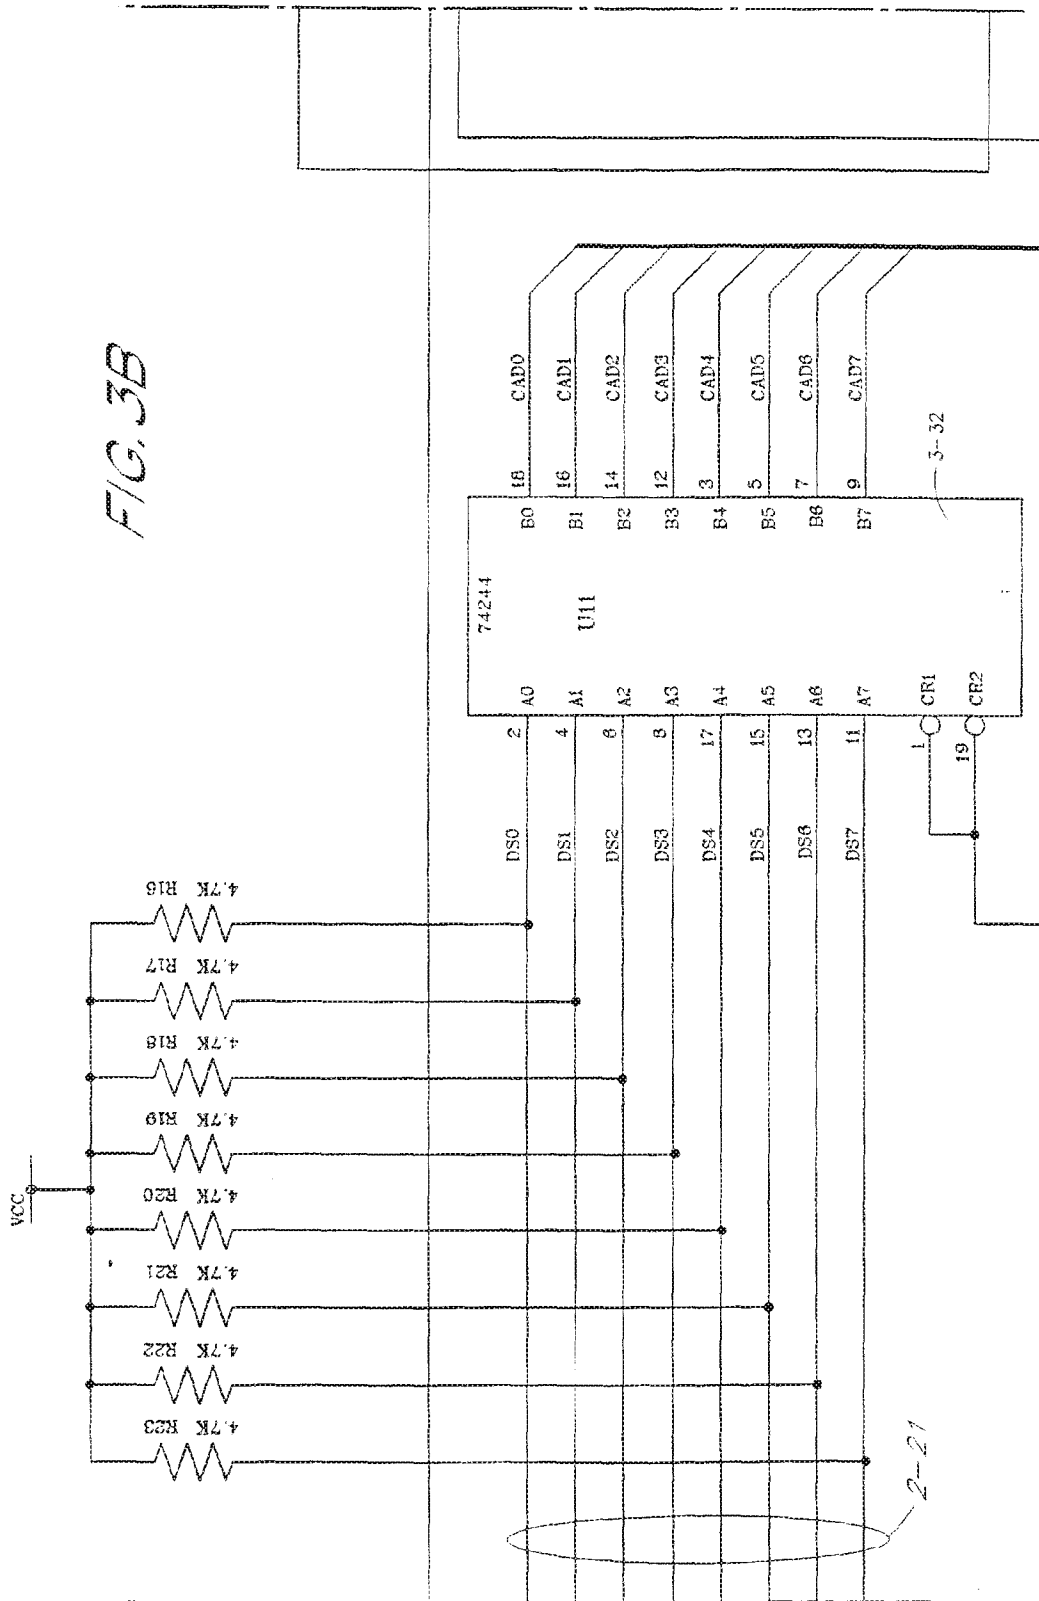 FIG. 3B
VCC
R16 4.7K
R17 4.7K
R18 4.7K
R19 4.7K
R20 4.7K
R21 4.7K
R22 4.7K
R23 4.7K
74244
U11
DS0 2 A0 B0 18 CAD0
DS1 4 A1 B1 16 CAD1
DS2 6 A2 B2 14 CAD2
DS3 8 A3 B3 12 CAD3
DS4 17 A4 B4 3 CAD4
DS5 15 A5 B5 5 CAD5
DS6 13 A6 B6 7 CAD6
DS7 11 A7 B7 9 CAD7
1 CR1
19 CR2
3-32
2-21